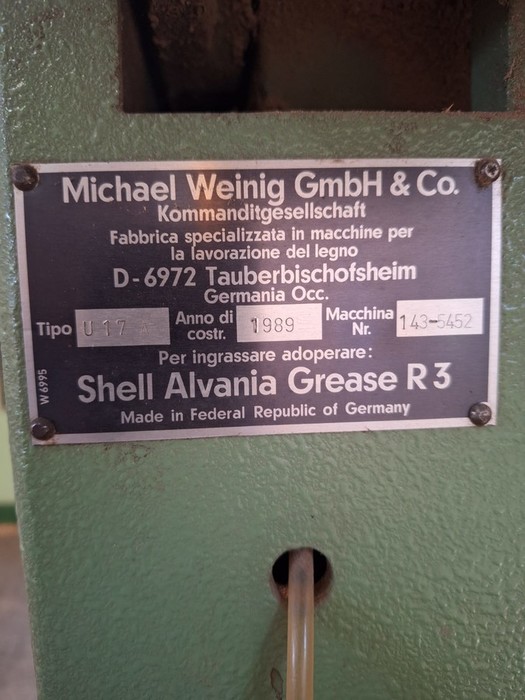 Michael Weinig GmbH & Co.
Kommanditgesellschaft
Fabbrica specializzata in macchine per
la lavorazione del legno
D-6972 Tauberbischofsheim
Germania Occ.
Tipo U 17 Anno di costr. 1989 Macchina Nr. 143-5452
Per ingrassare adoperare:
Shell Alvania Grease R 3
Made in Federal Republic of Germany
W 6995